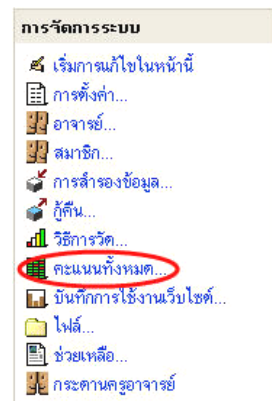 การจัดการระบบ
เริ่มการแก้ไขในหน้านี้
การตั้งค่า...
อาจารย์...
สมาชิก...
การสำรองข้อมูล...
กู้คืน...
วิธีการวัด...
คะแนนทั้งหมด...
บันทึกการใช้งานเว็บไซต์...
ไฟล์...
ช่วยเหลือ...
กระดานครูอาจารย์